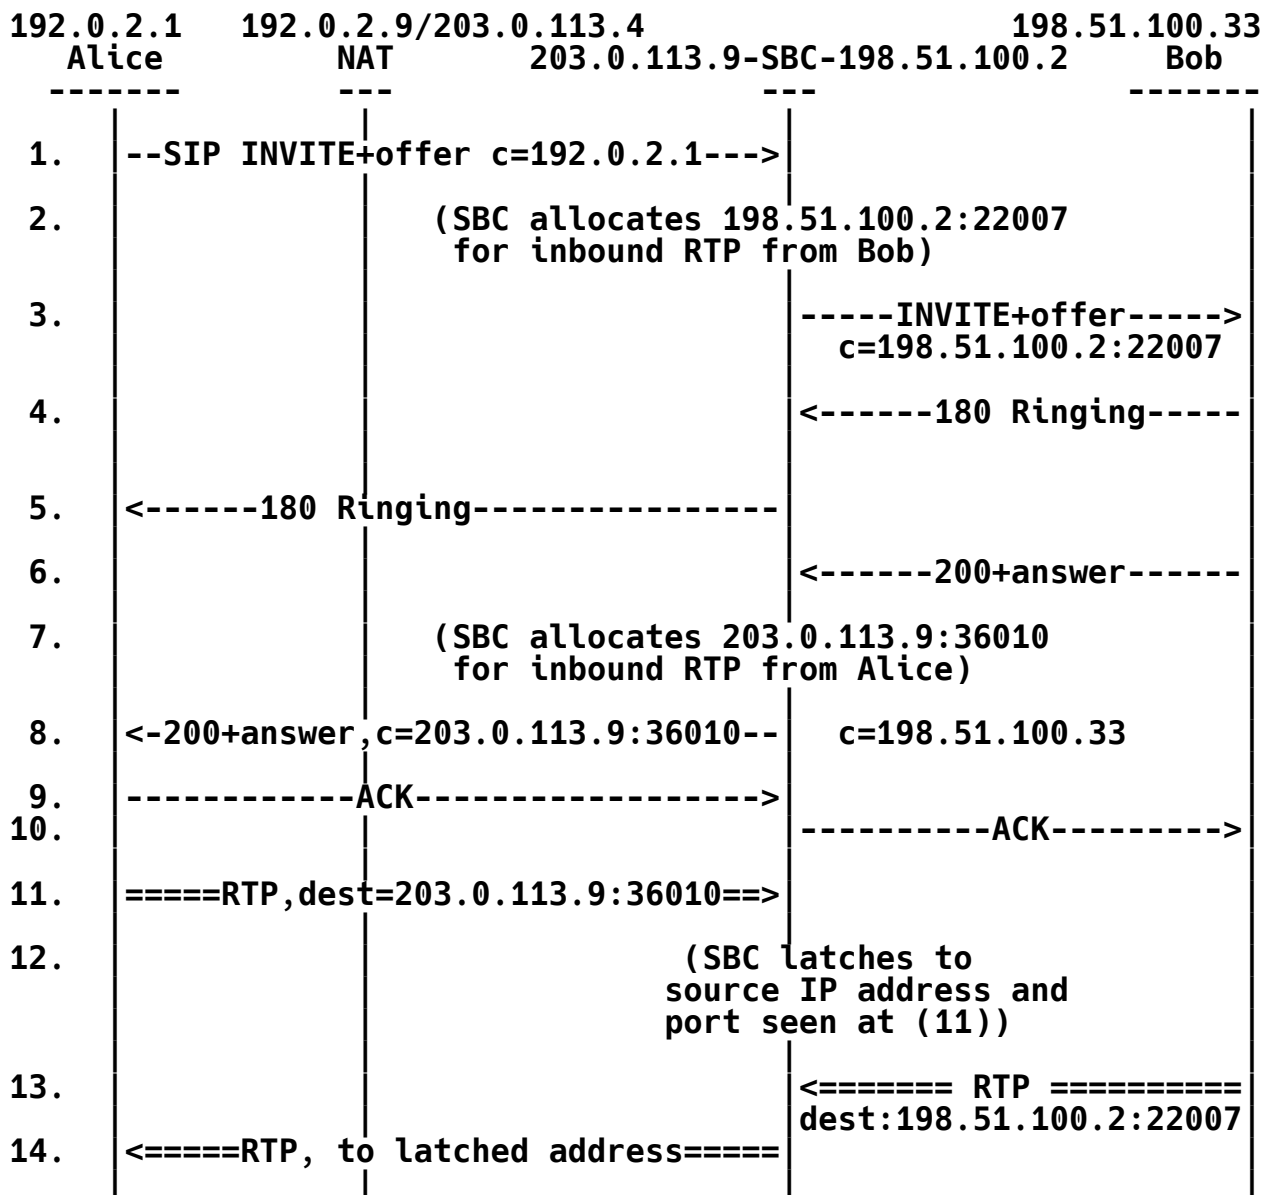 192.0.2.1   192.0.2.9/203.0.113.4                   198.51.100.33
   Alice         NAT       203.0.113.9-SBC-198.51.100.2     Bob
  -------        ---                   ---                -------
     |            |                     |                       |
 1.  |--SIP INVITE+offer c=192.0.2.1--->|                       |
     |            |                     |                       |
 2.  |            |   (SBC allocates 198.51.100.2:22007         |
     |            |    for inbound RTP from Bob)                |
     |            |                     |                       |
 3.  |            |                     |-----INVITE+offer----->|
     |            |                     |  c=198.51.100.2:22007 |
     |            |                     |                       |
 4.  |            |                     |<------180 Ringing-----|
     |            |                     |                       |
 5.  |<------180 Ringing----------------|                       |
     |            |                     |                       |
 6.  |            |                     |<------200+answer------|
     |            |                     |                       |
 7.  |            |   (SBC allocates 203.0.113.9:36010          |
     |            |    for inbound RTP from Alice)              |
     |            |                     |                       |
 8.  |<-200+answer,c=203.0.113.9:36010--|  c=198.51.100.33      |
     |            |                     |                       |
 9.  |------------ACK------------------>|                       |
10.  |            |                     |----------ACK--------->|
     |            |                     |                       |
11.  |=====RTP,dest=203.0.113.9:36010==>|                       |
     |            |                     |                       |
12.  |            |                (SBC latches to              |
     |            |               source IP address and         |
     |            |               port seen at (11))            |
     |            |                     |                       |
13.  |            |                     |<======= RTP ==========|
     |            |                     |dest:198.51.100.2:22007|
14.  |<=====RTP, to latched address=====|                       |
     |            |                     |                       |